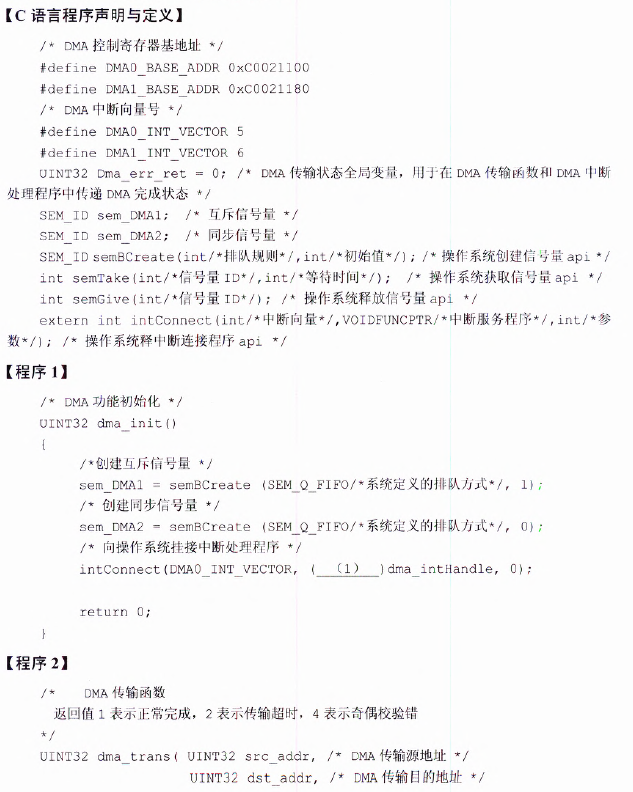 【C 语言程序声明与定义】
/* DMA 控制寄存器基地址 */
#define DMA0_BASE_ADDR 0xC0021100
#define DMA1_BASE_ADDR 0xC0021180
/* DMA 中断向量号 */
#define DMA0_INT_VECTOR 5
#define DMA1_INT_VECTOR 6
UINT32 Dma_err_ret = 0; /* DMA 传输状态全局变量，用于在 DMA 传输函数和 DMA 中断
处理程序中传递 DMA 完成状态 */
SEM_ID sem_DMA1; /* 互斥信号量 */
SEM_ID sem_DMA2; /* 同步信号量 */
SEM_ID semBCreate(int/*排队规则*/,int/*初始值*/); /* 操作系统创建信号量 api */
int semTake(int/*信号量 ID*/,int/*等待时间*/); /* 操作系统获取信号量 api */
int semGive(int/*信号量 ID*/); /* 操作系统释放信号量 api */
extern int intConnect(int/*中断向量*/,VOIDFUNCPTR/*中断服务程序*/,int/*参
数*/); /* 操作系统释中断连接程序 api */
【程序 1】
/* DMA 功能初始化 */
UINT32 dma_init()
{
/*创建互斥信号量 */
sem_DMA1 = semBCreate (SEM_Q_FIFO/*系统定义的排队方式*/, 1);
/* 创建同步信号量 */
sem_DMA2 = semBCreate (SEM_Q_FIFO/*系统定义的排队方式*/, 0);
/* 向操作系统挂接中断处理程序 */
intConnect(DMA0_INT_VECTOR, (__(1)__)dma_intHandle, 0);
return 0;
}
【程序 2】
/* DMA 传输函数
返回值 1 表示正常完成，2 表示传输超时，4 表示奇偶校验错
*/
UINT32 dma_trans( UINT32 src_addr, /* DMA 传输源地址 */
UINT32 dst_addr, /* DMA 传输目的地址 */